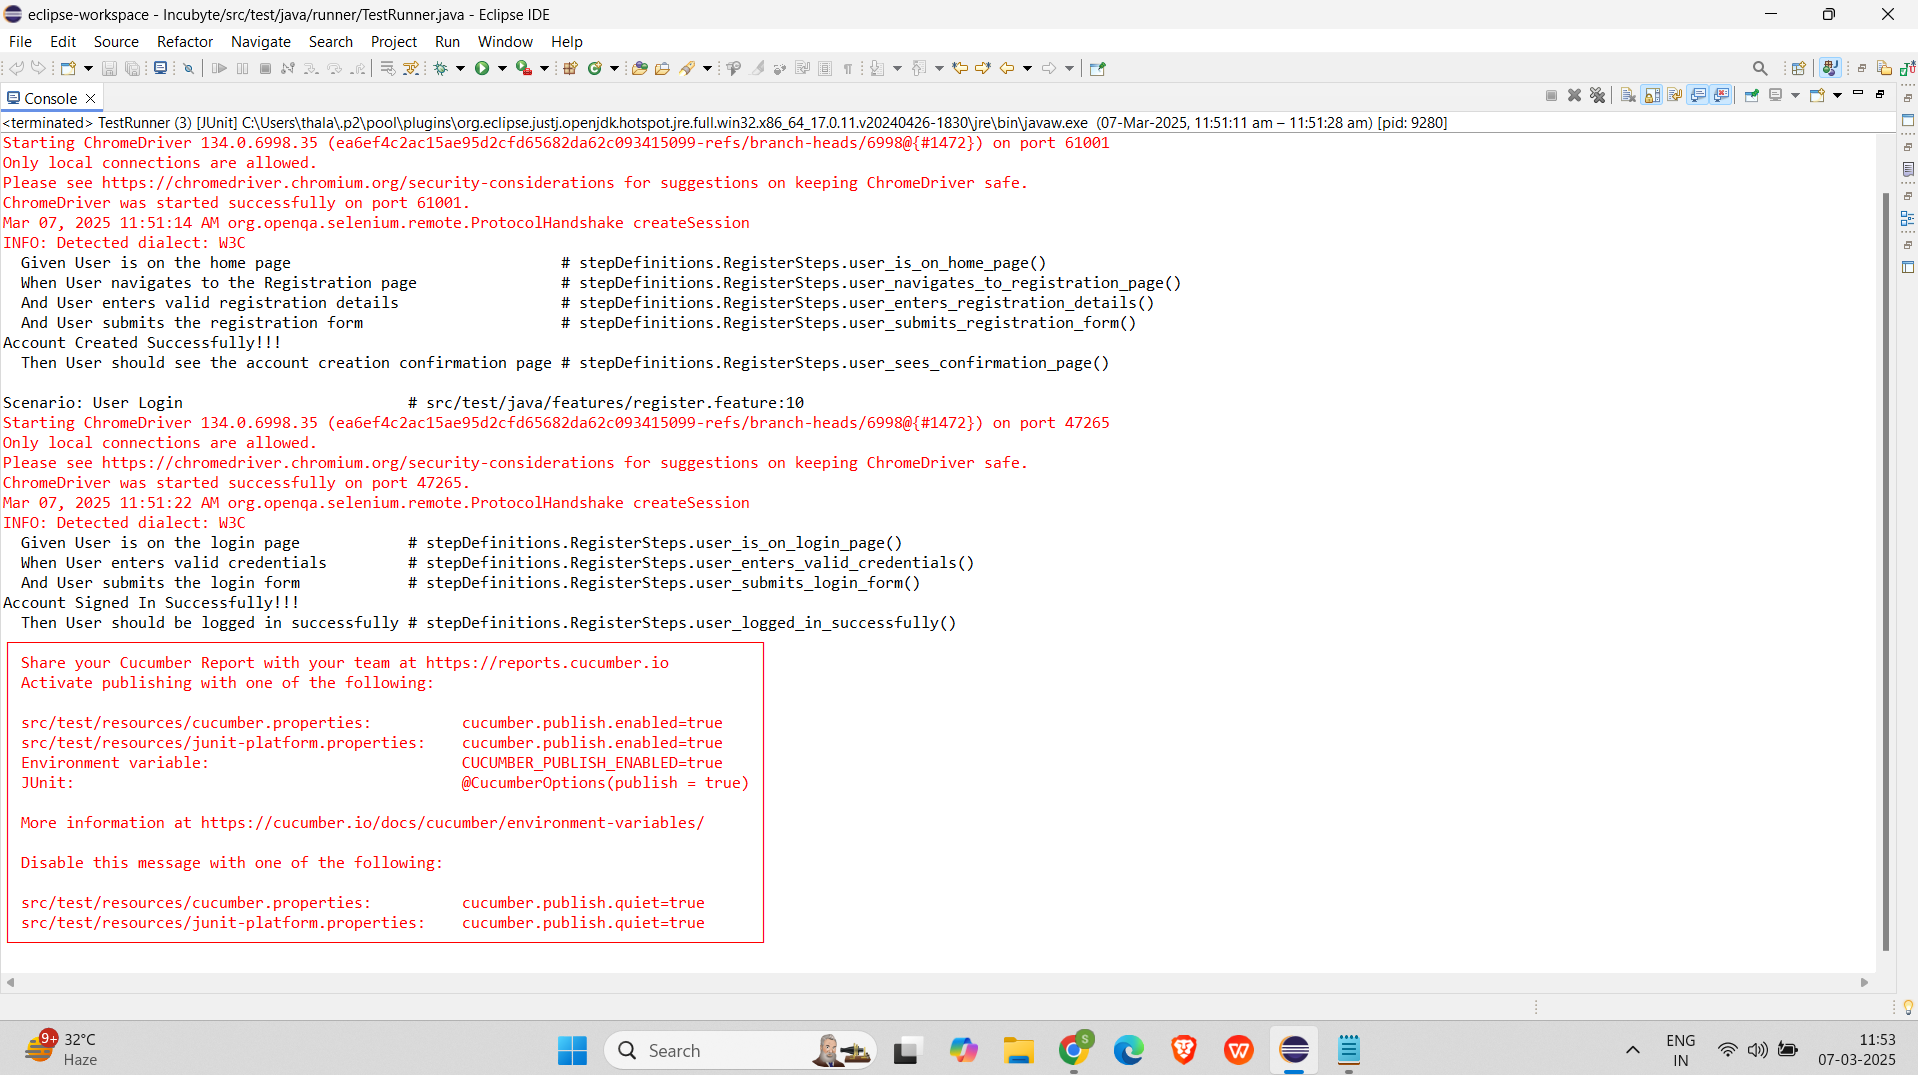 eclipse-workspace - Incubyte/src/test/java/runner/TestRunner.java - Eclipse IDE
File Edit Source Refactor Navigate Search Project Run Window Help
Console
<terminated> TestRunner (3) [JUnit] C:\Users\thala\.p2\pool\plugins\org.eclipse.justj.openjdk.hotspot.jre.full.win32.x86_64_17.0.11.v20240426-1830\jre\bin\javaw.exe (07-Mar-2025, 11:51:11 am – 11:51:28 am) [pid: 9280]
Starting ChromeDriver 134.0.6998.35 (ea6ef4c2ac15ae95d2cfd65682da62c093415099-refs/branch-heads/6998@{#1472}) on port 61001
Only local connections are allowed.
Please see https://chromedriver.chromium.org/security-considerations for suggestions on keeping ChromeDriver safe.
ChromeDriver was started successfully on port 61001.
Mar 07, 2025 11:51:14 AM org.openqa.selenium.remote.ProtocolHandshake createSession
INFO: Detected dialect: W3C
Given User is on the home page # stepDefinitions.RegisterSteps.user_is_on_home_page()
When User navigates to the Registration page # stepDefinitions.RegisterSteps.user_navigates_to_registration_page()
And User enters valid registration details # stepDefinitions.RegisterSteps.user_enters_registration_details()
And User submits the registration form # stepDefinitions.RegisterSteps.user_submits_registration_form()
Account Created Successfully!!!
Then User should see the account creation confirmation page # stepDefinitions.RegisterSteps.user_sees_confirmation_page()
Scenario: User Login # src/test/java/features/register.feature:10
Starting ChromeDriver 134.0.6998.35 (ea6ef4c2ac15ae95d2cfd65682da62c093415099-refs/branch-heads/6998@{#1472}) on port 47265
Only local connections are allowed.
Please see https://chromedriver.chromium.org/security-considerations for suggestions on keeping ChromeDriver safe.
ChromeDriver was started successfully on port 47265.
Mar 07, 2025 11:51:22 AM org.openqa.selenium.remote.ProtocolHandshake createSession
INFO: Detected dialect: W3C
Given User is on the login page # stepDefinitions.RegisterSteps.user_is_on_login_page()
When User enters valid credentials # stepDefinitions.RegisterSteps.user_enters_valid_credentials()
And User submits the login form # stepDefinitions.RegisterSteps.user_submits_login_form()
Account Signed In Successfully!!!
Then User should be logged in successfully # stepDefinitions.RegisterSteps.user_logged_in_successfully()
Share your Cucumber Report with your team at https://reports.cucumber.io
Activate publishing with one of the following:
src/test/resources/cucumber.properties: cucumber.publish.enabled=true
src/test/resources/junit-platform.properties: cucumber.publish.enabled=true
Environment variable: CUCUMBER_PUBLISH_ENABLED=true
JUnit: @CucumberOptions(publish = true)
More information at https://cucumber.io/docs/cucumber/environment-variables/
Disable this message with one of the following:
src/test/resources/cucumber.properties: cucumber.publish.quiet=true
src/test/resources/junit-platform.properties: cucumber.publish.quiet=true
9+
32°C
Haze
Search
S
ENG
IN
11:53
07-03-2025